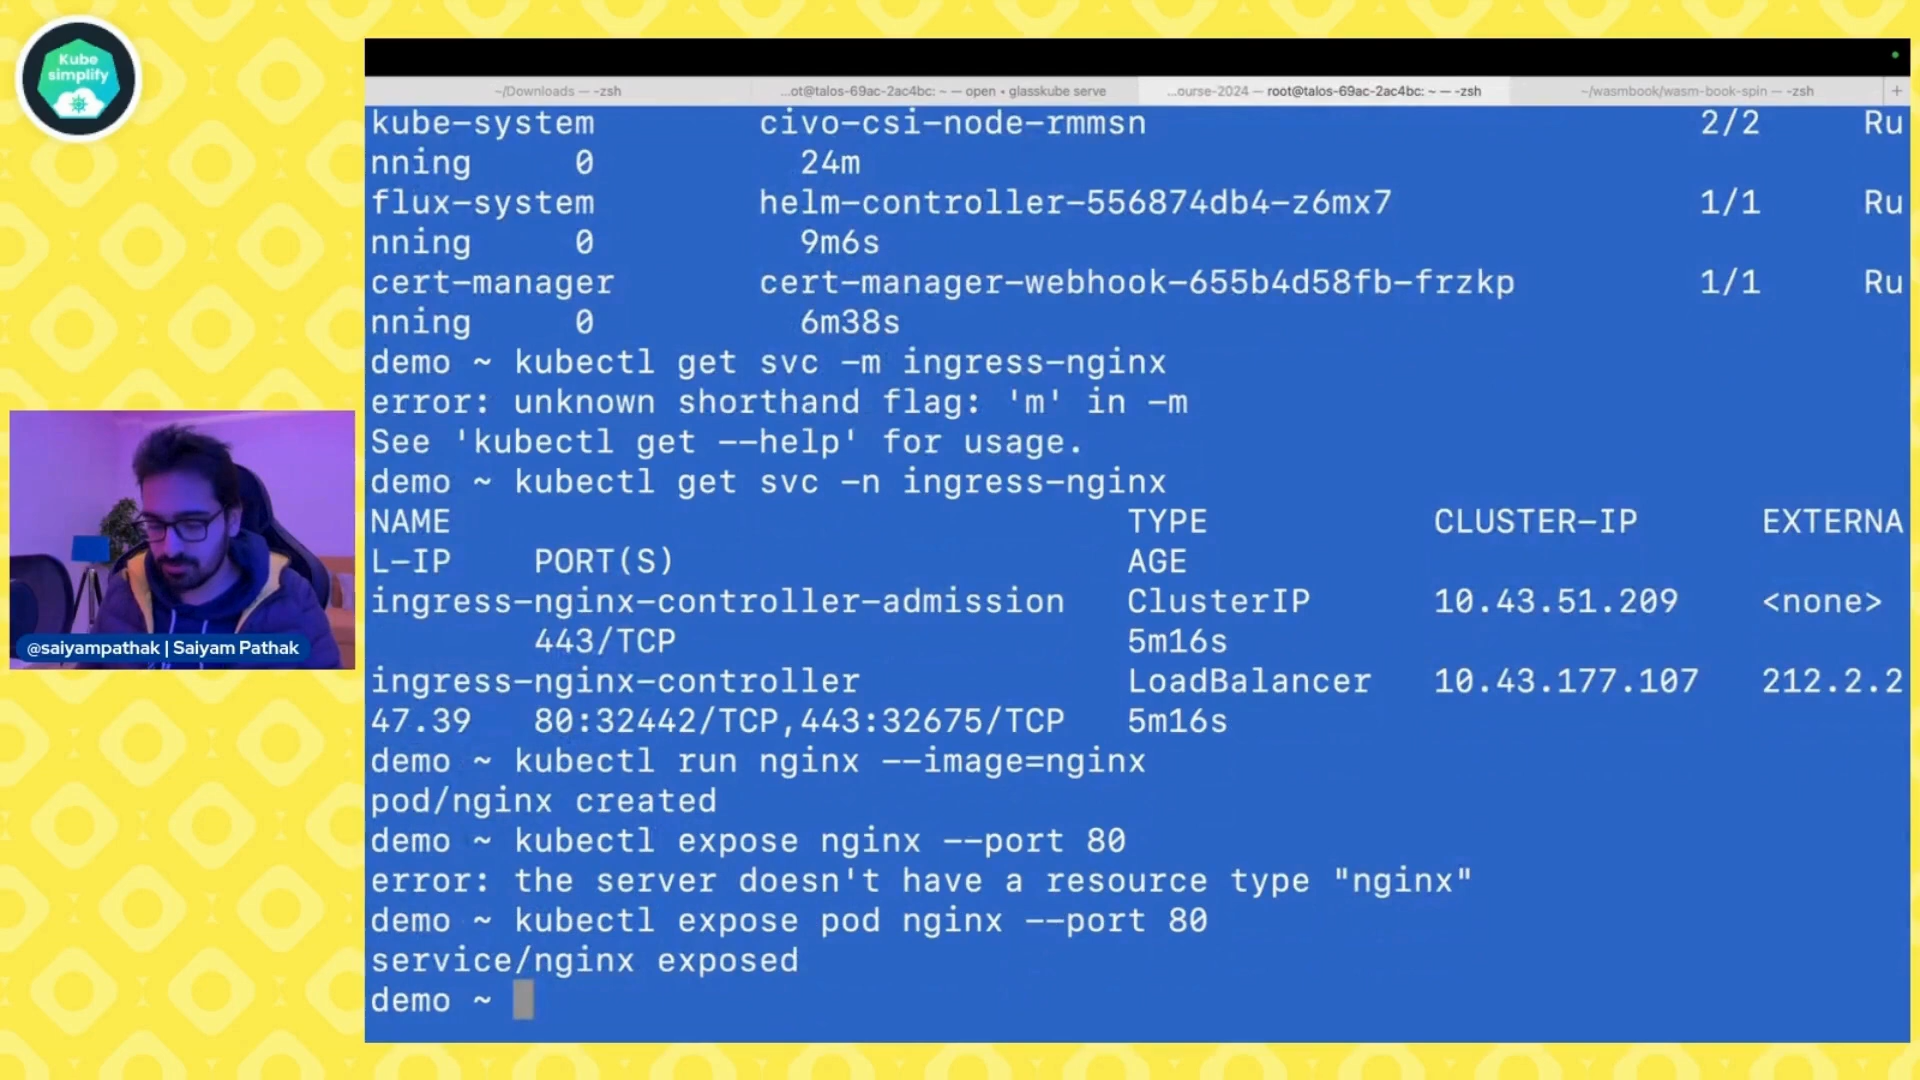 Kube
simplify
~/Downloads — -zsh
...ot@talos-69ac-2ac4bc: ~ — open • glasskube serve
...ourse-2024 — root@talos-69ac-2ac4bc: ~ — -zsh
~/wasmbook/wasm-book-spin — -zsh
+
kube-system civo-csi-node-rmmsn 2/2 Ru
nning 0 24m
flux-system helm-controller-556874db4-z6mx7 1/1 Ru
nning 0 9m6s
cert-manager cert-manager-webhook-655b4d58fb-frzkp 1/1 Ru
nning 0 6m38s
demo ~ kubectl get svc -m ingress-nginx
error: unknown shorthand flag: 'm' in -m
See 'kubectl get --help' for usage.
demo ~ kubectl get svc -n ingress-nginx
NAME TYPE CLUSTER-IP EXTERNA
L-IP PORT(S) AGE
ingress-nginx-controller-admission ClusterIP 10.43.51.209 <none>
443/TCP 5m16s
ingress-nginx-controller LoadBalancer 10.43.177.107 212.2.2
47.39 80:32442/TCP,443:32675/TCP 5m16s
demo ~ kubectl run nginx --image=nginx
pod/nginx created
demo ~ kubectl expose nginx --port 80
error: the server doesn't have a resource type "nginx"
demo ~ kubectl expose pod nginx --port 80
service/nginx exposed
demo ~
@saiyampathak | Saiyam Pathak